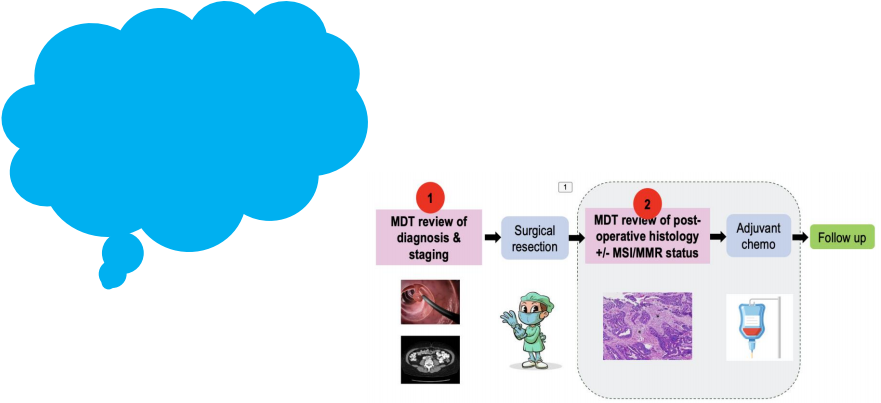 1
1
2
MDT review of
diagnosis &
staging
Surgical
resection
MDT review of post-
operative histology
+/- MSI/MMR status
Adjuvant
chemo
Follow up